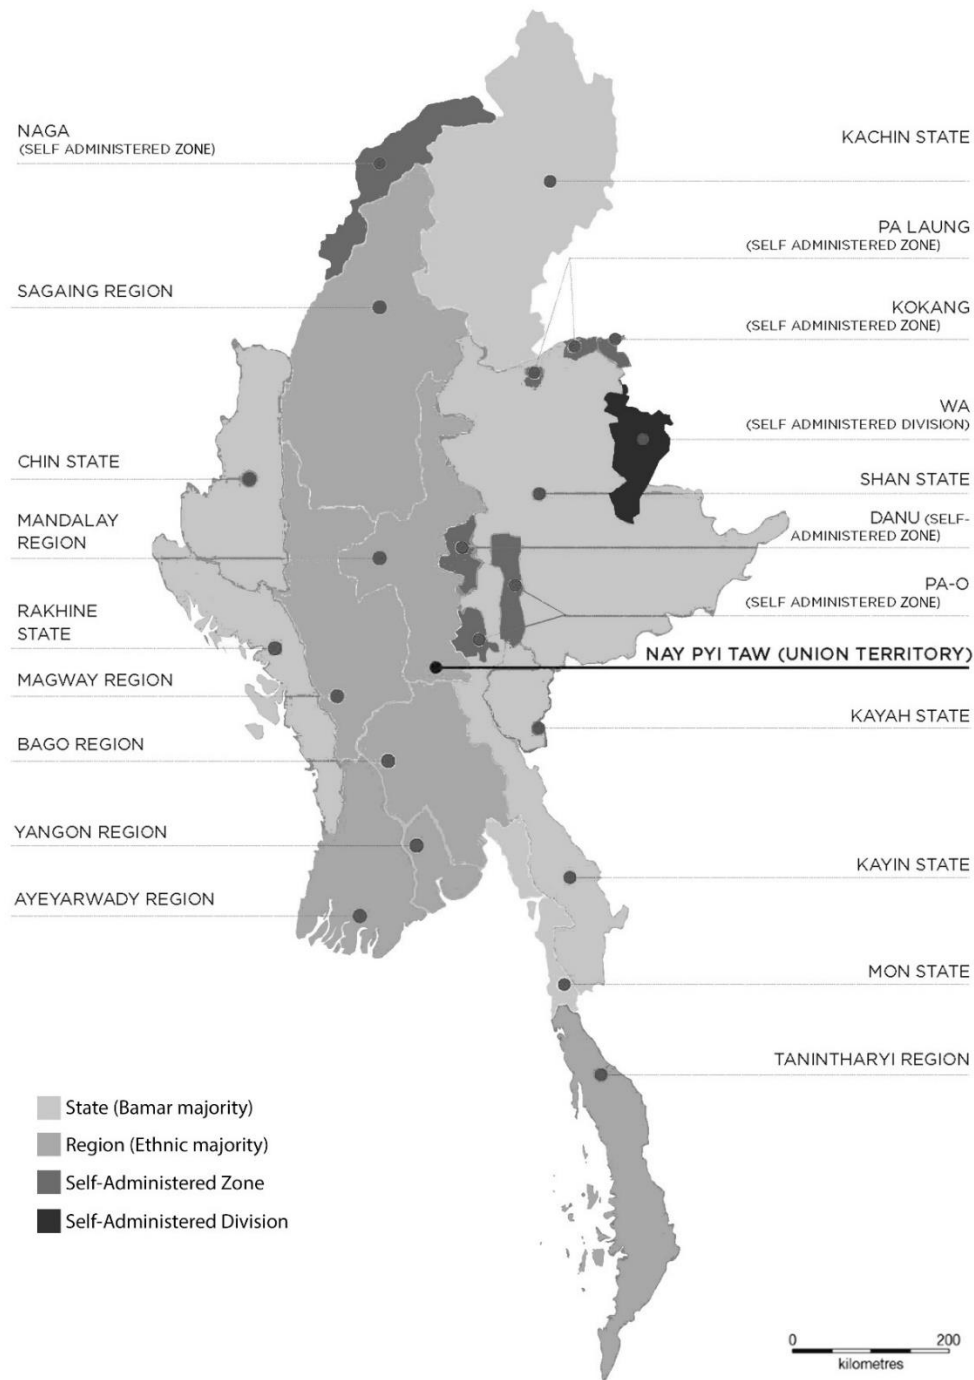 NAGA
(SELF ADMINISTERED ZONE)
SAGAING REGION
CHIN STATE
MANDALAY
REGION
RAKHINE
STATE
MAGWAY REGION
BAGO REGION
YANGON REGION
AYEYARWADY REGION
KACHIN STATE
PA LAUNG
(SELF ADMINISTERED ZONE)
KOKANG
(SELF ADMINISTERED ZONE)
WA
(SELF ADMINISTERED DIVISION)
SHAN STATE
DANU (SELF-
ADMINISTERED ZONE)
PA-O
(SELF ADMINISTERED ZONE)
NAY PYI TAW (UNION TERRITORY)
KAYAH STATE
KAYIN STATE
MON STATE
TANINTHARYI REGION
State (Bamar majority)
Region (Ethnic majority)
Self-Administered Zone
Self-Administered Division
0 200
kilometres